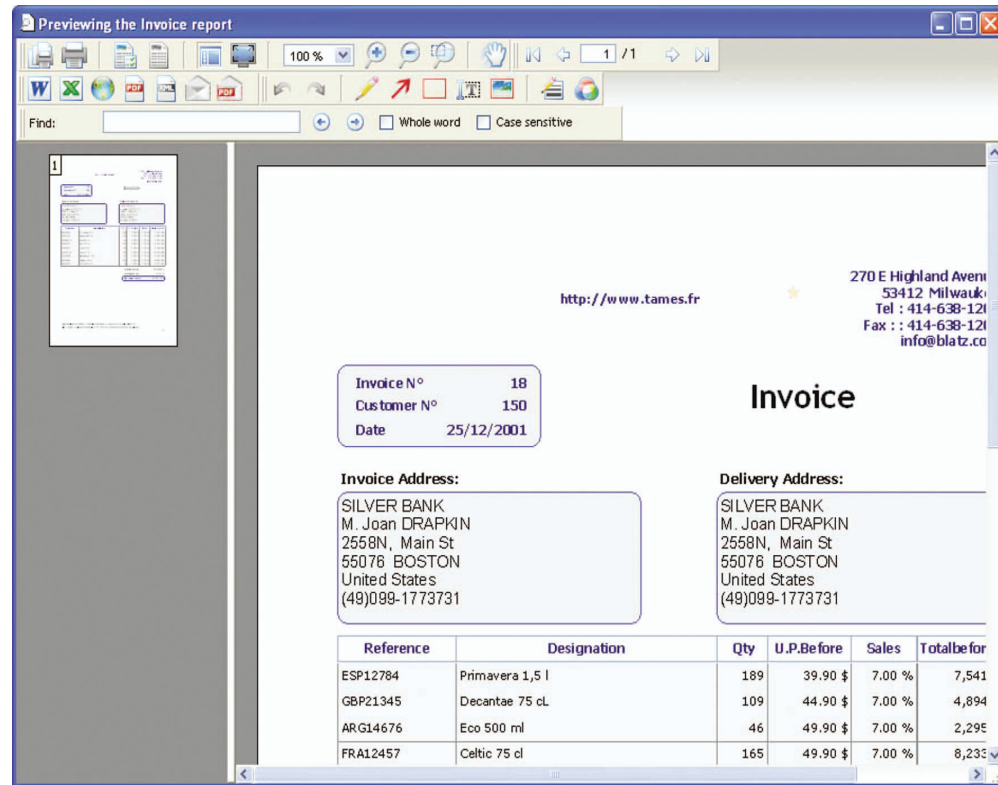 Previewing the Invoice report
100 %
1 /1
W X PDF XML PDF T
Find:
Whole word
Case sensitive
1
270 E Highland Avenu
http://www.tames.fr
53412 Milwauk
Tel : 414-638-120
Fax : : 414-638-120
info@blatz.co
Invoice N° 18
Customer N° 150
Date 25/12/2001
Invoice
Invoice Address:
SILVER BANK
M. Joan DRAPKIN
2558N, Main St
55076 BOSTON
United States
(49)099-1773731
Delivery Address:
SILVER BANK
M. Joan DRAPKIN
2558N, Main St
55076 BOSTON
United States
(49)099-1773731
Reference Designation Qty U.P.Before Sales Totalbefor
ESP12784 Primavera 1,5 l 189 39.90 $ 7.00 % 7,541
GBP21345 Decantae 75 cL 109 44.90 $ 7.00 % 4,894
ARG14676 Eco 500 ml 46 49.90 $ 7.00 % 2,295
FRA12457 Celtic 75 cl 165 49.90 $ 7.00 % 8,233